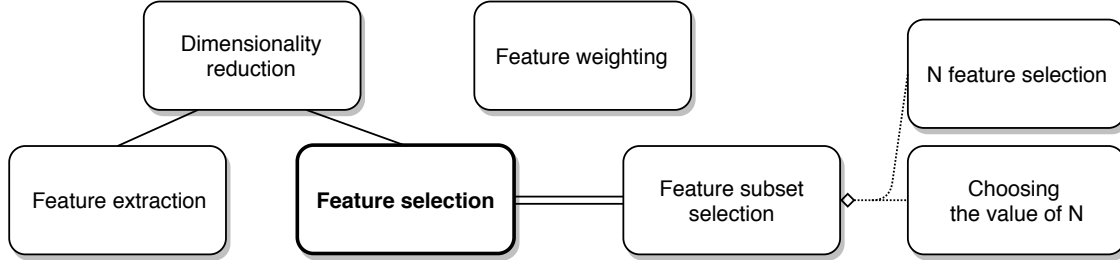 Dimensionality
reduction
Feature weighting
N feature selection
Feature extraction
Feature selection
Feature subset
selection
Choosing
the value of N